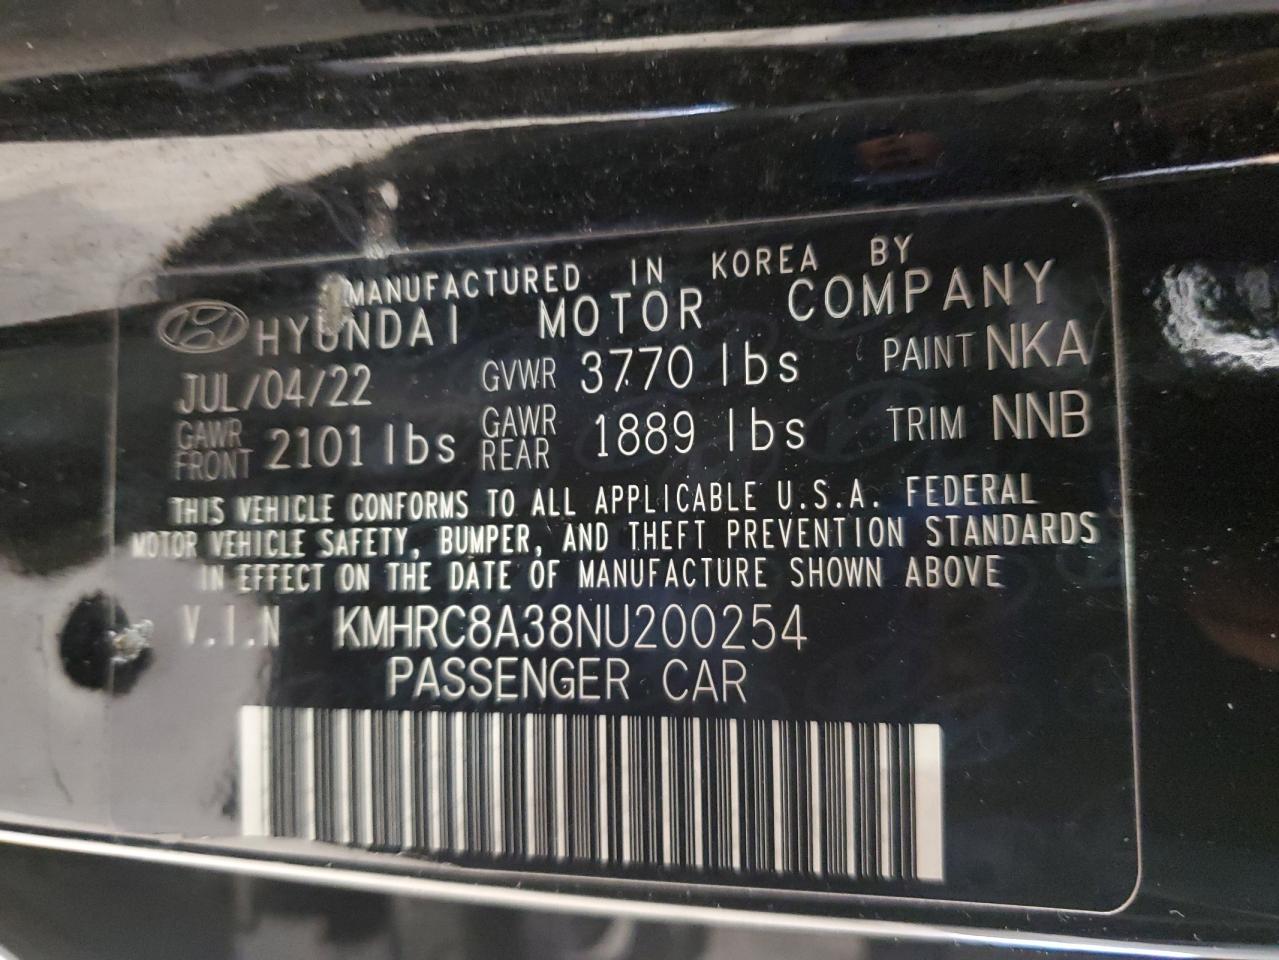 MANUFACTURED IN KOREA BY
HYUNDAI MOTOR COMPANY
JUL/04/22 GVWR 3770 lbs PAINT NKA
GAWR FRONT 2101 lbs GAWR REAR 1889 lbs TRIM NNB
THIS VEHICLE CONFORMS TO ALL APPLICABLE U.S.A. FEDERAL
MOTOR VEHICLE SAFETY, BUMPER, AND THEFT PREVENTION STANDARDS
IN EFFECT ON THE DATE OF MANUFACTURE SHOWN ABOVE
V.I.N KMHRC8A38NU200254
PASSENGER CAR